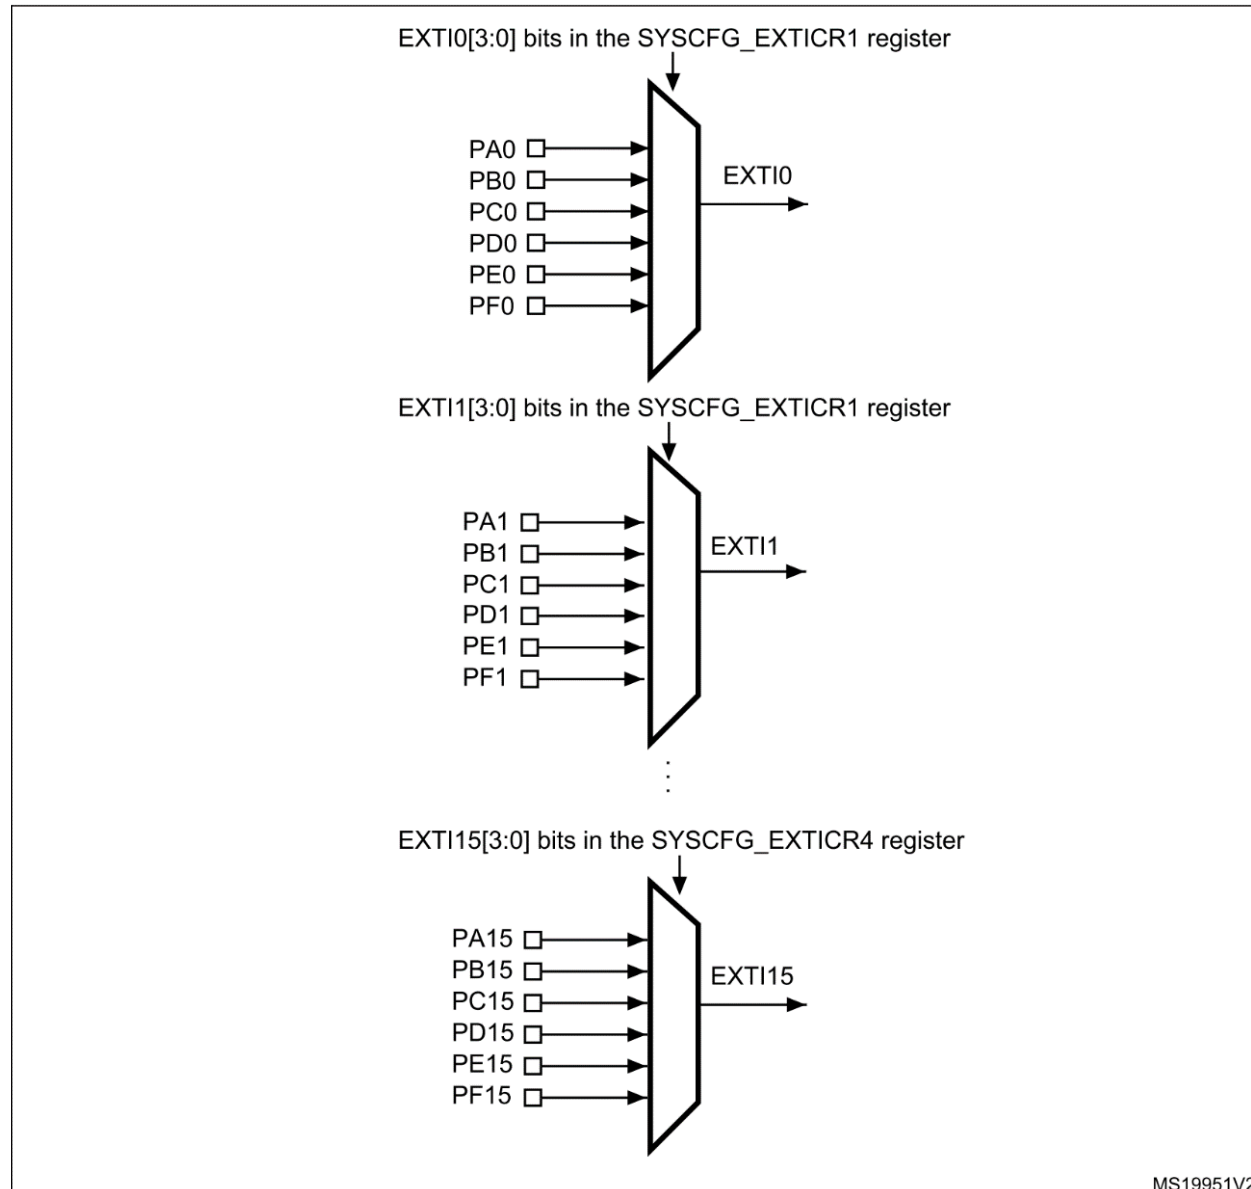 EXTI0[3:0] bits in the SYSCFG_EXTICR1 register
PA0
PB0
PC0
PD0
PE0
PF0
EXTI0
EXTI1[3:0] bits in the SYSCFG_EXTICR1 register
PA1
PB1
PC1
PD1
PE1
PF1
EXTI1
EXTI15[3:0] bits in the SYSCFG_EXTICR4 register
PA15
PB15
PC15
PD15
PE15
PF15
EXTI15
MS19951V2